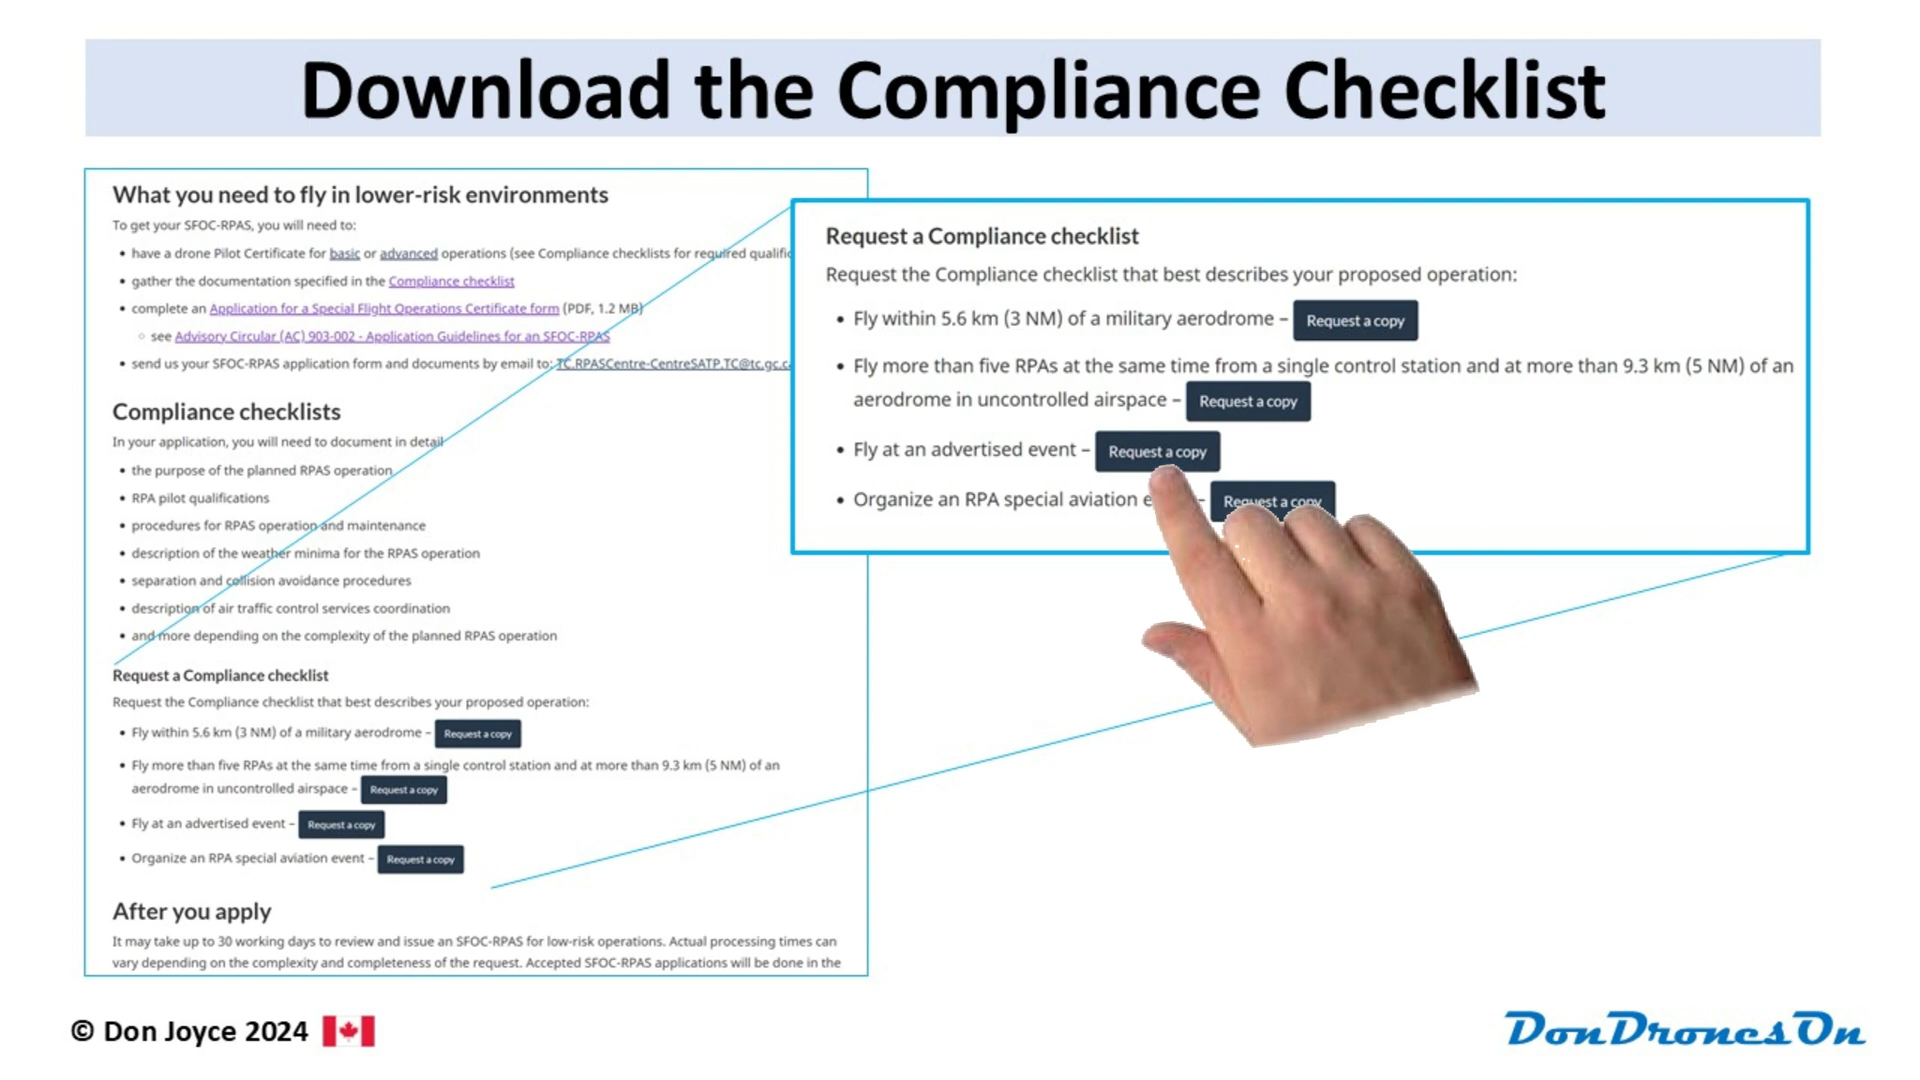 Download the Compliance Checklist
What you need to fly in lower-risk environments
To get your SFOC-RPAS, you will need to:
• have a drone Pilot Certificate for basic or advanced operations (see Compliance checklists for required
• gather the documentation specified in the Compliance checklist
• complete an Application for a Special Flight Operations Certificate form (PDF, 1.2 MB)
◦ see Advisory Circular (AC) 903-002 - Application Guidelines for an SFOC-RPAS
• send us your SFOC-RPAS application form and documents by email to: TC.RPASCentre-CentreSATP.TC@tc.gc.c
Compliance checklists
In your application, you will need to document in detail
• the purpose of the planned RPAS operation
• RPA pilot qualifications
• procedures for RPAS operation and maintenance
• description of the weather minima for the RPAS operation
• separation and collision avoidance procedures
• description of air traffic control services coordination
• and more depending on the complexity of the planned RPAS operation
Request a Compliance checklist
Request the Compliance checklist that best describes your proposed operation:
• Fly within 5.6 km (3 NM) of a military aerodrome – Request a copy
• Fly more than five RPAs at the same time from a single control station and at more than 9.3 km (5 NM) of an
aerodrome in uncontrolled airspace – Request a copy
• Fly at an advertised event – Request a copy
• Organize an RPA special aviation event – Request a copy
After you apply
It may take up to 30 working days to review and issue an SFOC-RPAS for low-risk operations. Actual processing times can
vary depending on the complexity and completeness of the request. Accepted SFOC-RPAS applications will be done in the
Request a Compliance checklist
Request the Compliance checklist that best describes your proposed operation:
• Fly within 5.6 km (3 NM) of a military aerodrome – Request a copy
• Fly more than five RPAs at the same time from a single control station and at more than 9.3 km (5 NM) of an
aerodrome in uncontrolled airspace – Request a copy
• Fly at an advertised event – Request a copy
• Organize an RPA special aviation e – Request a copy
© Don Joyce 2024
DonDronesOn